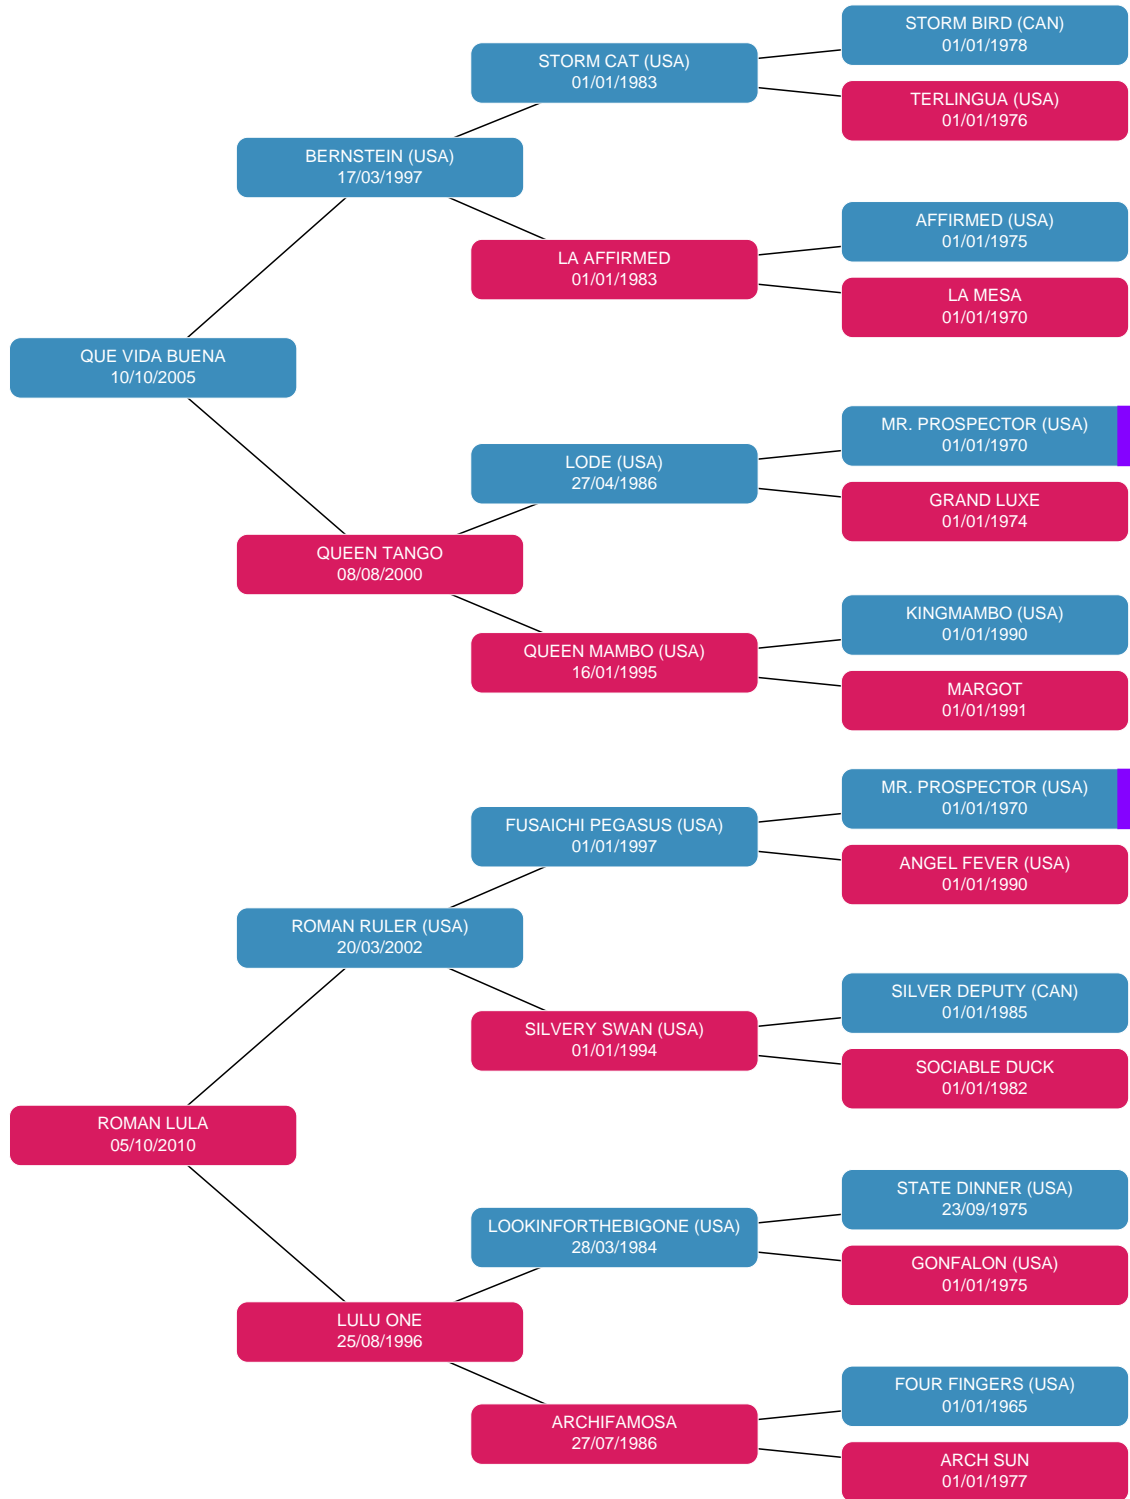 STORM BIRD (CAN)
01/01/1978
STORM CAT (USA)
01/01/1983
TERLINGUA (USA)
01/01/1976
BERNSTEIN (USA)
17/03/1997
AFFIRMED (USA)
01/01/1975
LA AFFIRMED
01/01/1983
LA MESA
01/01/1970
QUE VIDA BUENA
10/10/2005
MR. PROSPECTOR (USA)
01/01/1970
LODE (USA)
27/04/1986
GRAND LUXE
01/01/1974
QUEEN TANGO
08/08/2000
KINGMAMBO (USA)
01/01/1990
QUEEN MAMBO (USA)
16/01/1995
MARGOT
01/01/1991
MR. PROSPECTOR (USA)
01/01/1970
FUSAICHI PEGASUS (USA)
01/01/1997
ANGEL FEVER (USA)
01/01/1990
ROMAN RULER (USA)
20/03/2002
SILVER DEPUTY (CAN)
01/01/1985
SILVERY SWAN (USA)
01/01/1994
SOCIABLE DUCK
01/01/1982
ROMAN LULA
05/10/2010
STATE DINNER (USA)
23/09/1975
LOOKINFORTHEBIGONE (USA)
28/03/1984
GONFALON (USA)
01/01/1975
LULU ONE
25/08/1996
FOUR FINGERS (USA)
01/01/1965
ARCHIFAMOSA
27/07/1986
ARCH SUN
01/01/1977